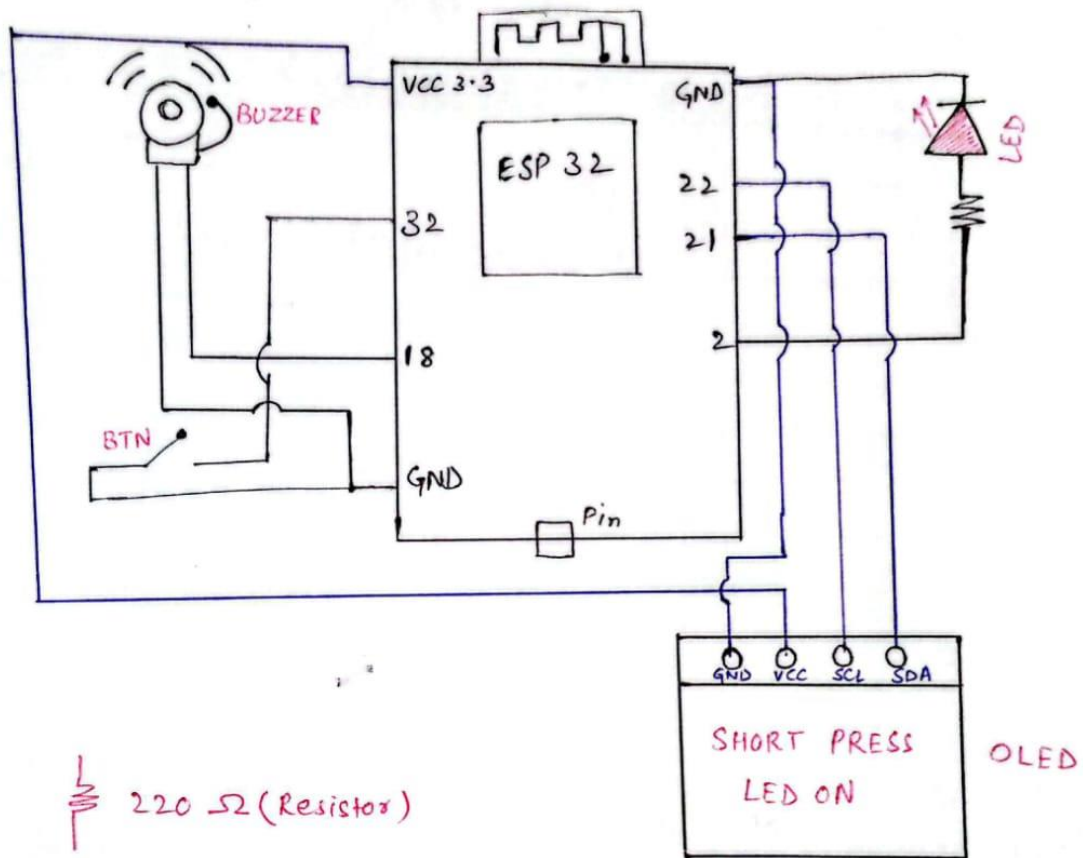 VCC 3.3
GND
BUZZER
ESP 32
LED
22
32
21
2
18
BTN
GND
Pin
GND VCC SCL SDA
SHORT PRESS
LED ON
OLED
220 Ω (Resistor)